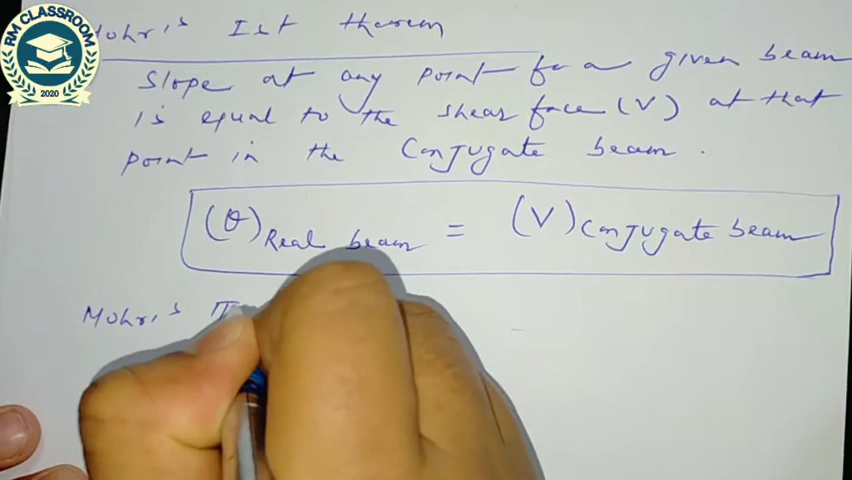 RM CLASSROOM
2020
Mohr's Ist theorem
Slope at any point for a given beam
is equal to the shear force (V) at that
point in the Conjugate beam.
(θ) Real beam = (V) Conjugate beam
Mohr's